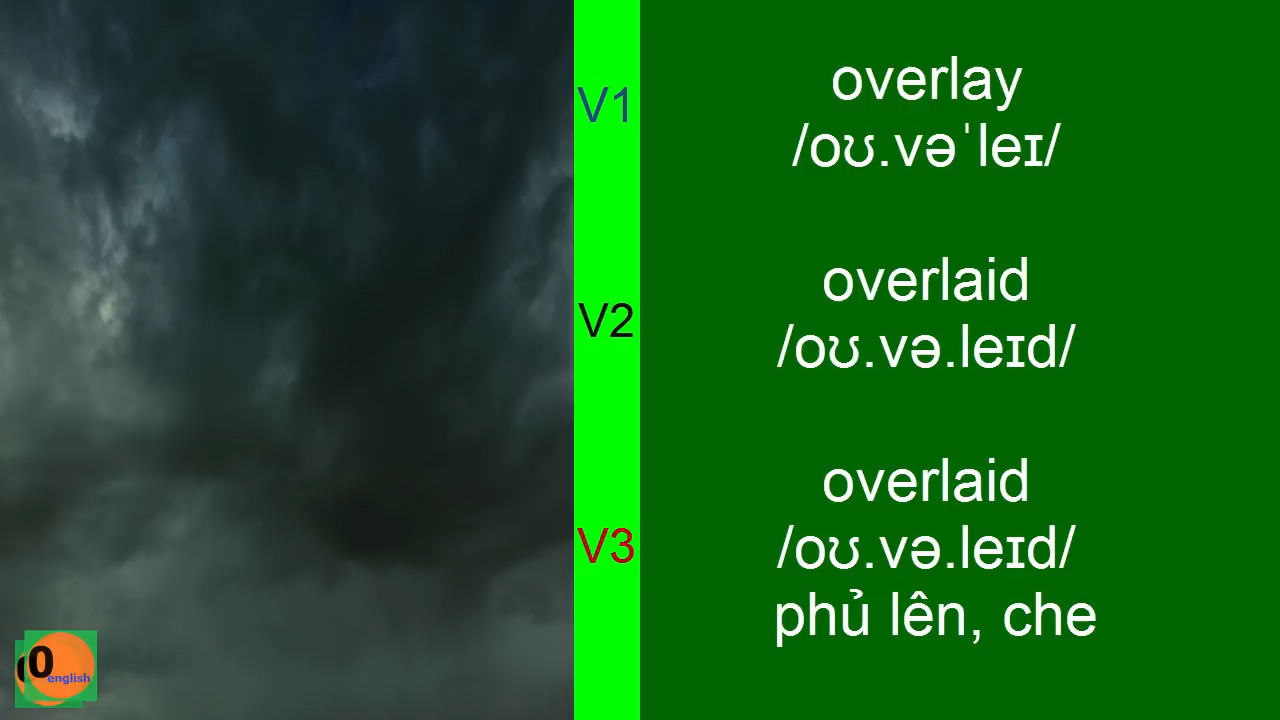 V1
overlay
/oʊ.vəˈleɪ/
V2
overlaid
/oʊ.və.leɪd/
V3
overlaid
/oʊ.və.leɪd/
phủ lên, che
0
english